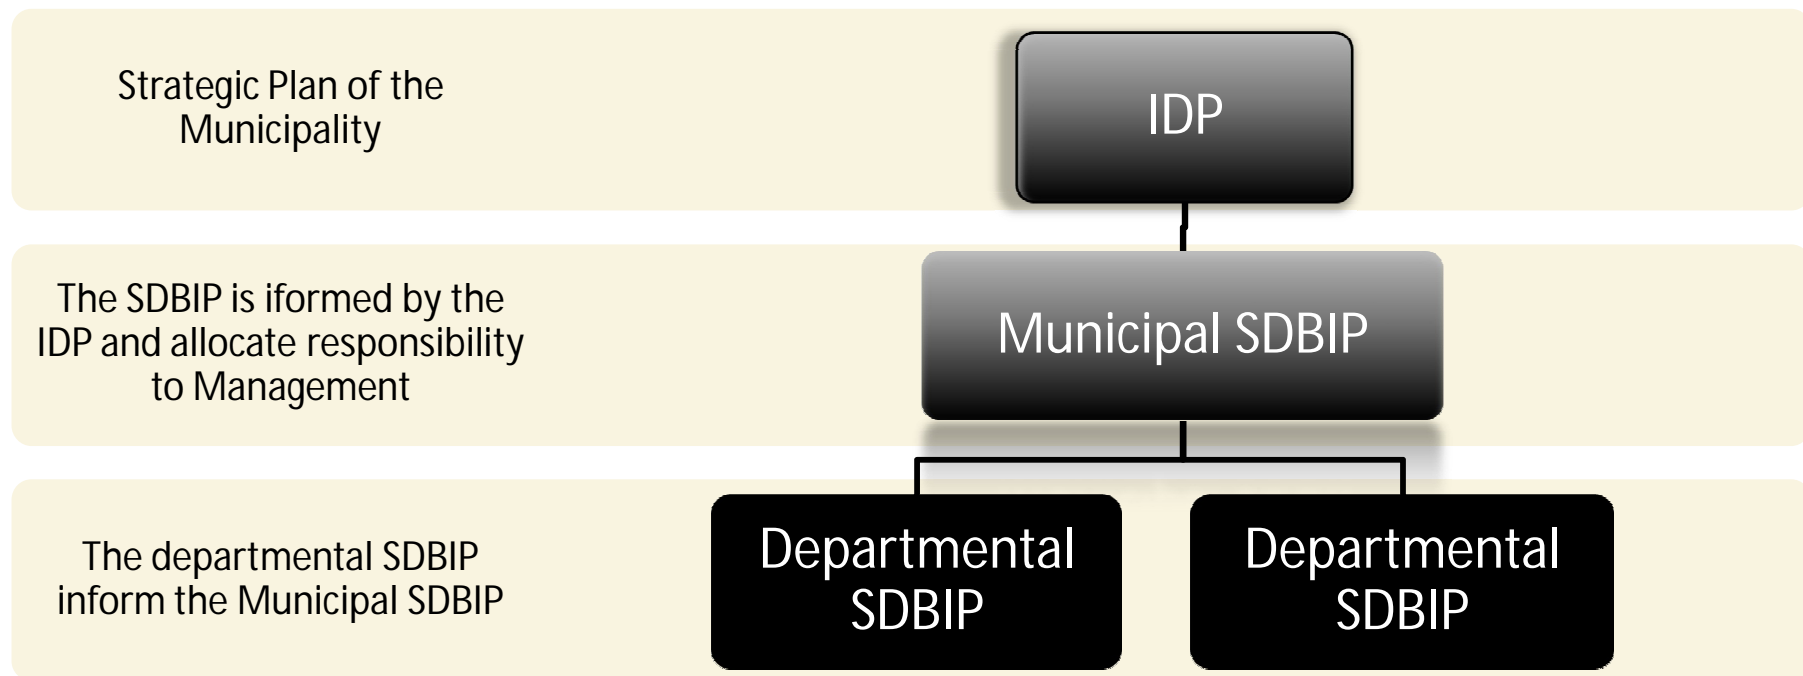 Strategic Plan of the
Municipality
IDP
The SDBIP is iformed by the
IDP and allocate responsibility
to Management
Municipal SDBIP
The departmental SDBIP
inform the Municipal SDBIP
Departmental
SDBIP
Departmental
SDBIP